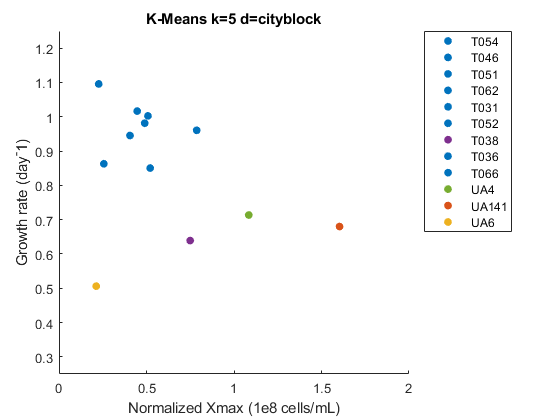 K-Means k=5 d=cityblock
1.2
1.1
1
0.9
0.8
0.7
0.6
0.5
0.4
0.3
Growth rate (day-1)
0
0.5
1
1.5
2
Normalized Xmax (1e8 cells/mL)
T054
T046
T051
T062
T031
T052
T038
T036
T066
UA4
UA141
UA6